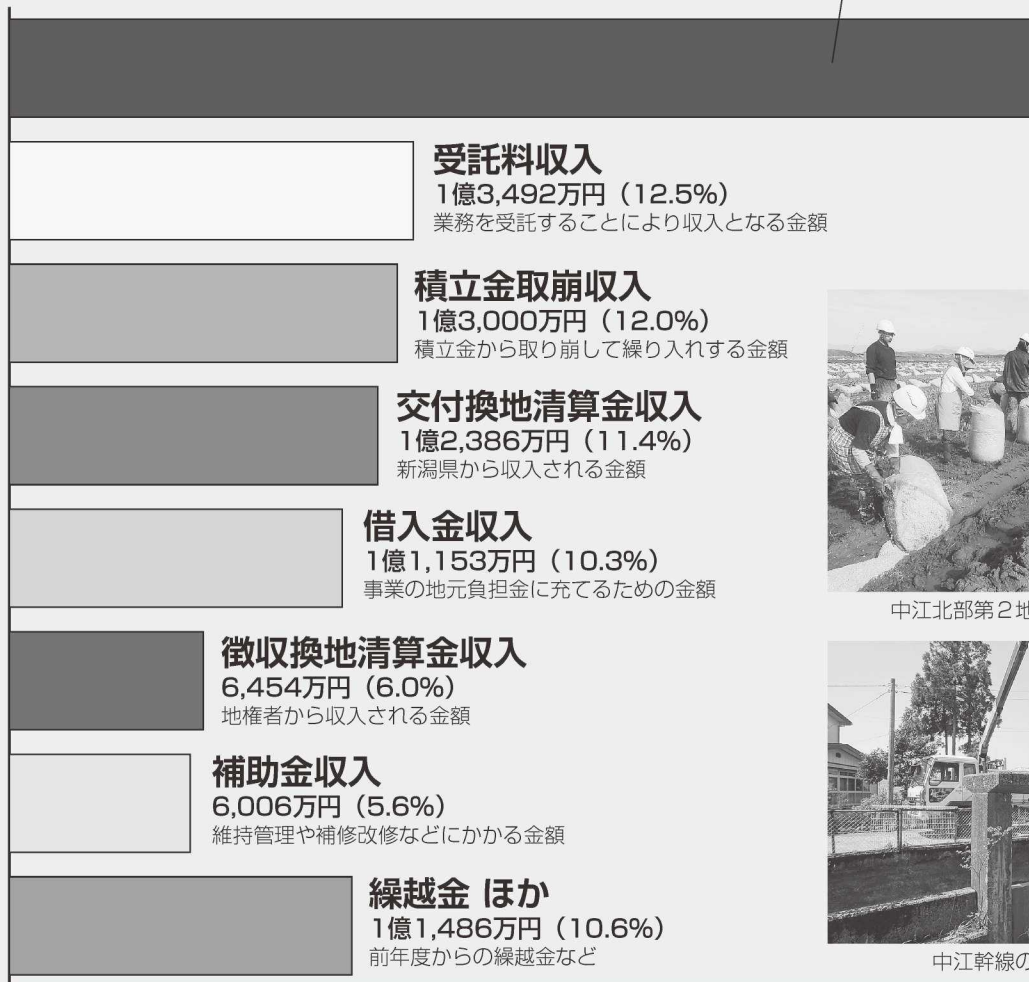 受託料収入
1億3,492万円（12.5%）
業務を受託することにより収入となる金額
積立金取崩収入
1億3,000万円（12.0%）
積立金から取り崩して繰り入れする金額
交付換地清算金収入
1億2,386万円（11.4%）
新潟県から収入される金額
借入金収入
1億1,153万円（10.3%）
事業の地元負担金に充てるための金額
中江北部第2地
徴収換地清算金収入
6,454万円（6.0%）
地権者から収入される金額
補助金収入
6,006万円（5.6%）
維持管理や補修改修などにかかる金額
繰越金 ほか
1億1,486万円（10.6%）
前年度からの繰越金など
中江幹線の